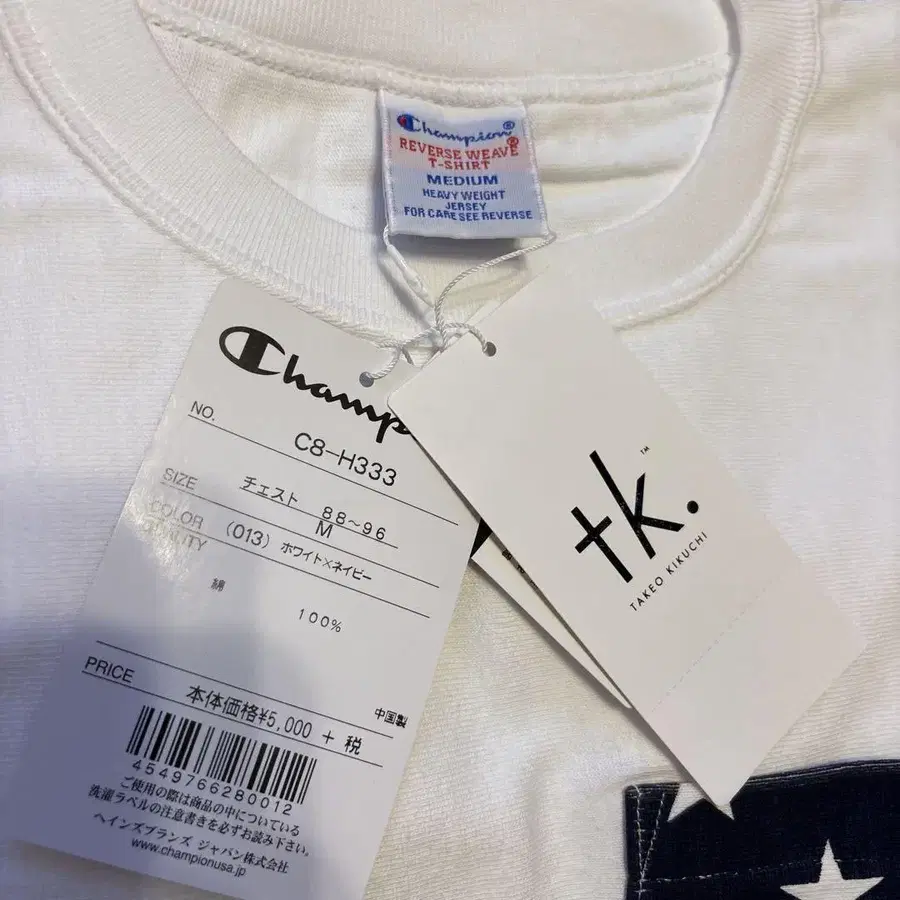 Champion®
REVERSE WEAVE®
T-SHIRT
MEDIUM
HEAVY WEIGHT
JERSEY
FOR CARE SEE REVERSE
Champ
NO.
C8-H333
SIZE
チェスト 88~96
M
COLOR (013) ホワイト×ネイビー
綿 100%
PRICE
本体価格¥5,000 + 税
中国製
4549766280012
ご使用の際は商品の中についている
洗濯ラベルの注意書きを必ずお読み下さい。
ヘインズブランズ ジャパン株式会社
www.championusa.jp
tk.™
TAKEO KIKUCHI